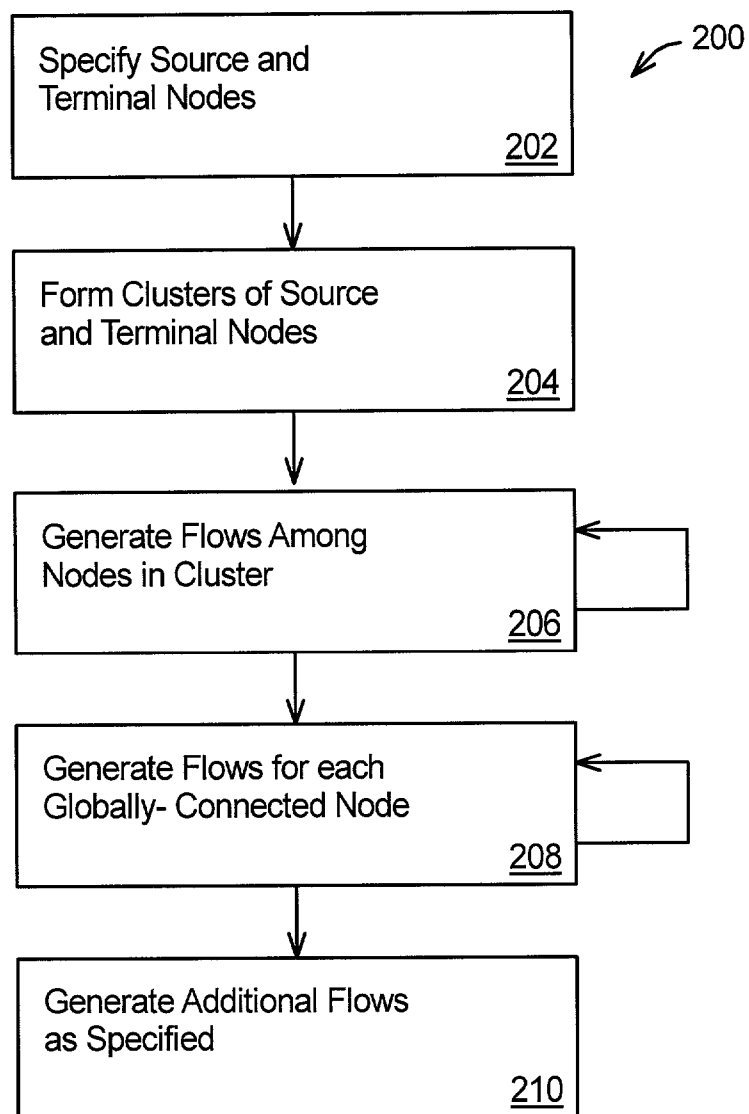 200
Specify Source and
Terminal Nodes
202
Form Clusters of Source
and Terminal Nodes
204
Generate Flows Among
Nodes in Cluster
206
Generate Flows for each
Globally- Connected Node
208
Generate Additional Flows
as Specified
210